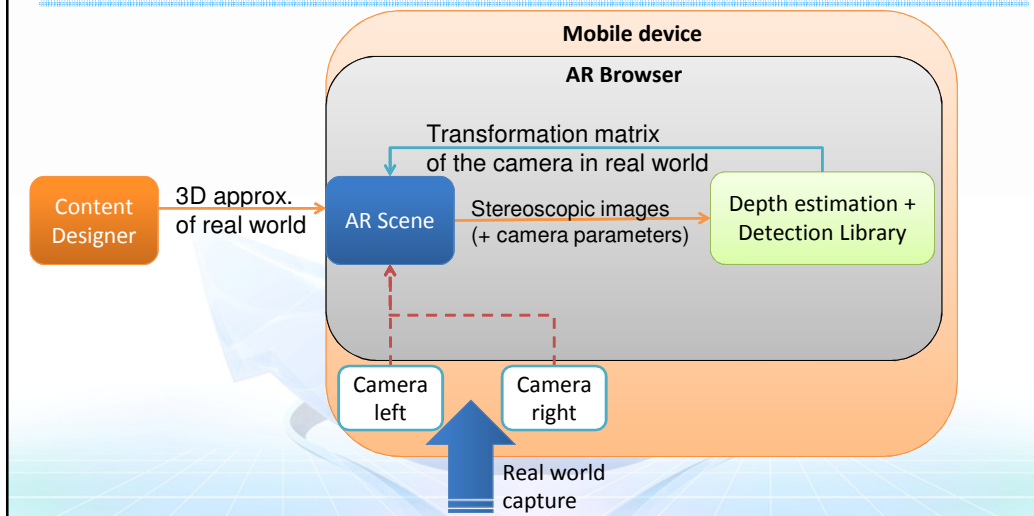 Mobile device
AR Browser
Transformation matrix
of the camera in real world
Content
Designer
3D approx.
of real world
AR Scene
Stereoscopic images
(+ camera parameters)
Depth estimation +
Detection Library
Camera
left
Camera
right
Real world
capture